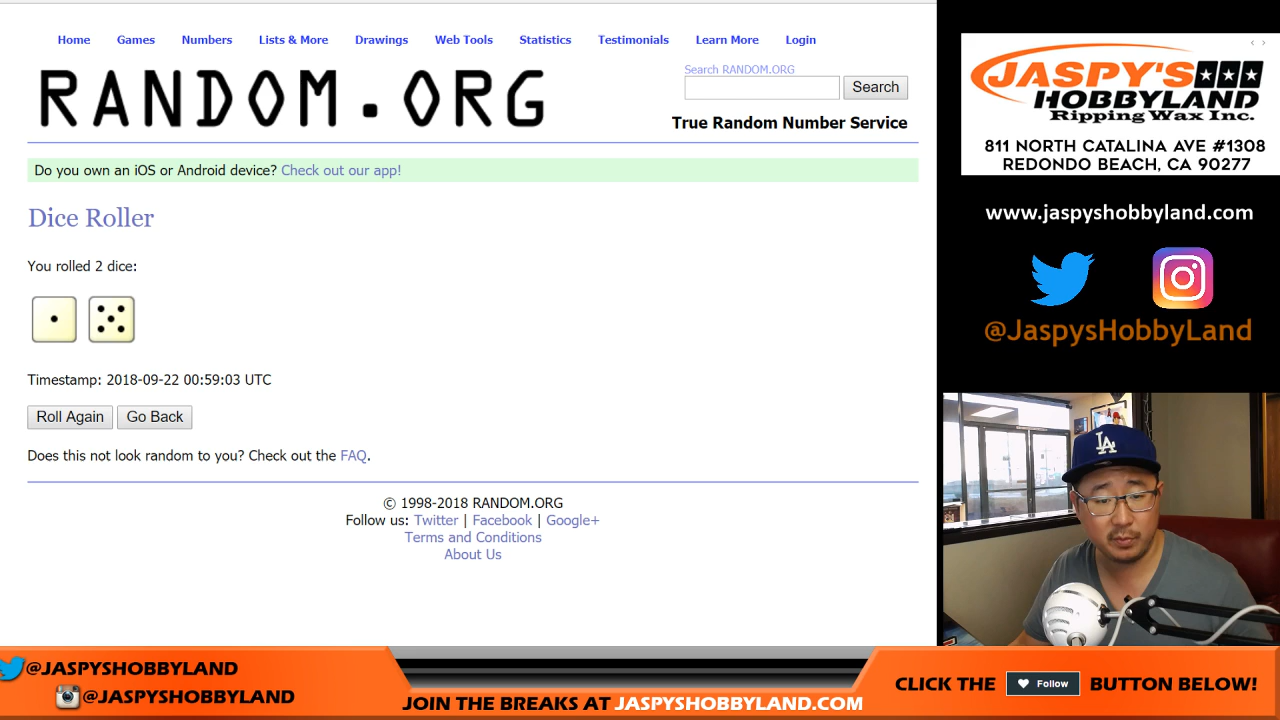 Home Games Numbers Lists & More Drawings Web Tools Statistics Testimonials Learn More Login
RANDOM.ORG
Search RANDOM.ORG
Search
True Random Number Service
Do you own an iOS or Android device? Check out our app!
Dice Roller
You rolled 2 dice:
Timestamp: 2018-09-22 00:59:03 UTC
Roll Again Go Back
Does this not look random to you? Check out the FAQ.
© 1998-2018 RANDOM.ORG
Follow us: Twitter | Facebook | Google+
Terms and Conditions
About Us
JASPY'S
HOBBYLAND
Ripping Wax Inc.
811 NORTH CATALINA AVE #1308
REDONDO BEACH, CA 90277
www.jaspyshobbyland.com
@JaspysHobbyLand
LA
@JASPYSHOBBYLAND
@JASPYSHOBBYLAND
JOIN THE BREAKS AT JASPYSHOBBYLAND.COM
CLICK THE Follow BUTTON BELOW!